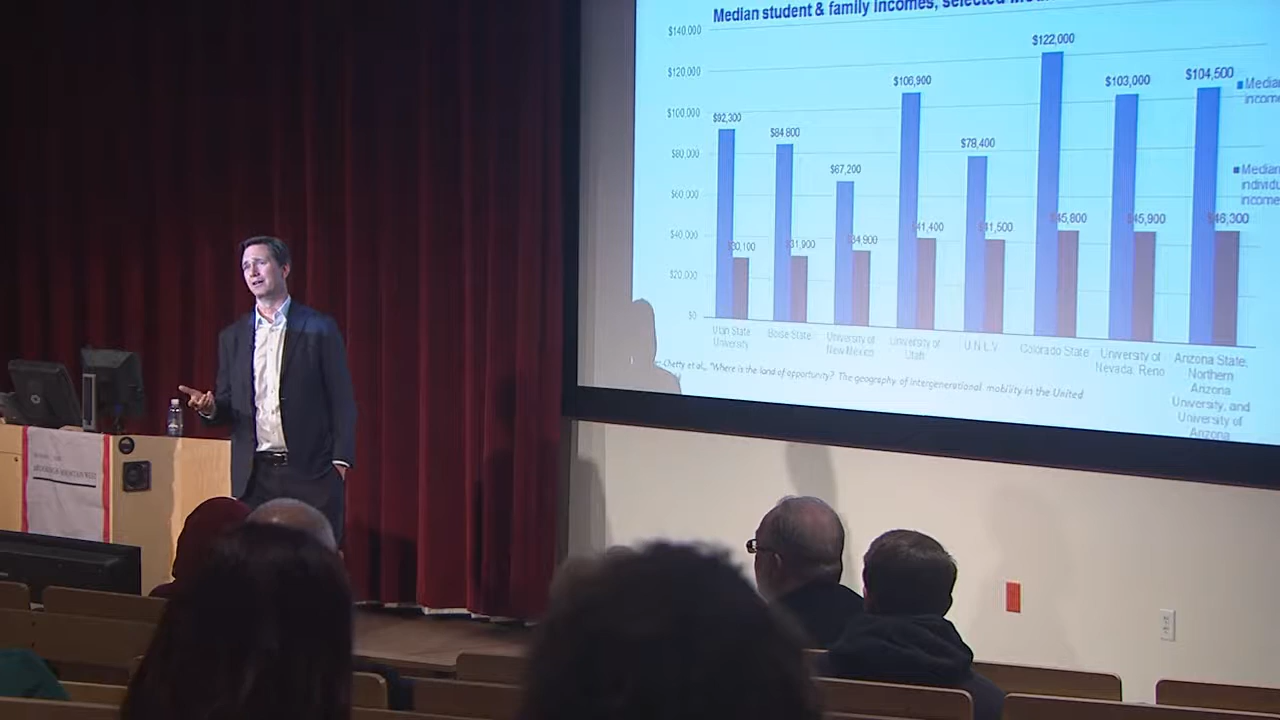 Median student & family incomes, selected
$140,000
$120,000
$100,000
$80,000
$60,000
$40,000
$20,000
$0
$92,300
$84,800
$67,200
$106,900
$78,400
$122,000
$103,000
$104,500
$30,100
$31,900
$34,900
$41,400
$41,500
$45,800
$45,900
$46,300
Median
income
Median
individu
income
Utah State
University
Boise State
University of
New Mexico
University of
Utah
U.N.L.V
Colorado State
University of
Nevada, Reno
Arizona State,
Northern
Arizona
University, and
University of
Arizona
Chetty et al., "Where is the land of opportunity? The geography of intergenerational mobility in the United
BROOKINGS MOUNTAIN WEST